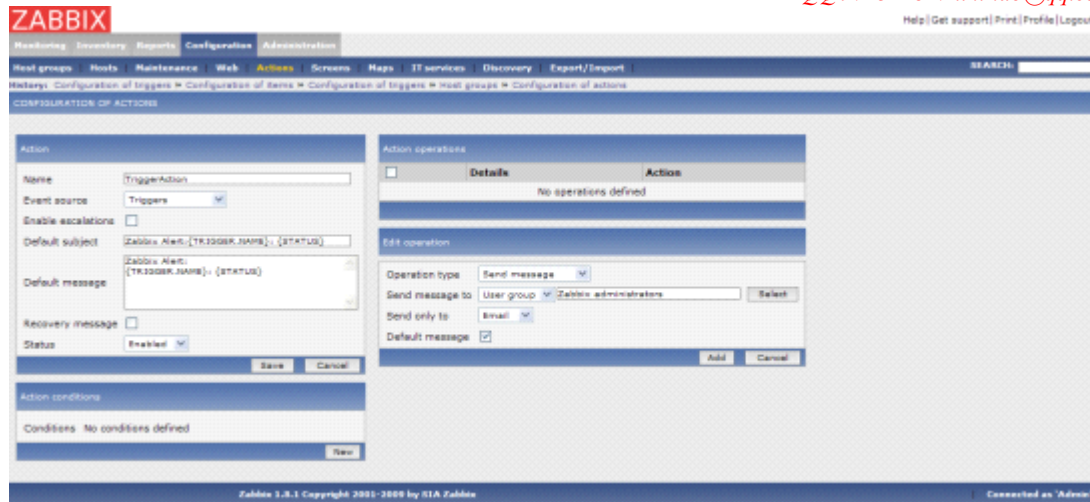 ZABBIX
Help|Get support|Print|Profile|Logou
Monitoring Inventory Reports Configuration Administration
Host groups Hosts Maintenance Web Actions Screens Maps IT services Discovery Export/Import SEARCH:
History: Configuration of triggers » Configuration of items » Configuration of triggers » Host groups » Configuration of actions
CONFIGURATION OF ACTIONS
Action
Name TriggerAction
Event source Triggers
Enable escalations
Default subject Zabbix Alert:{TRIGGER.NAME}: {STATUS}
Default message Zabbix Alert:
{TRIGGER.NAME}: {STATUS}
Recovery message
Status Enabled
Save Cancel
Action conditions
Conditions No conditions defined
New
Action operations
Details Action
No operations defined
Edit operation
Operation type Send message
Send message to User group Zabbix administrators Select
Send only to Email
Default message
Add Cancel
Zabbix 1.8.1 Copyright 2001-2009 by SIA Zabbix
Connected as 'Admin